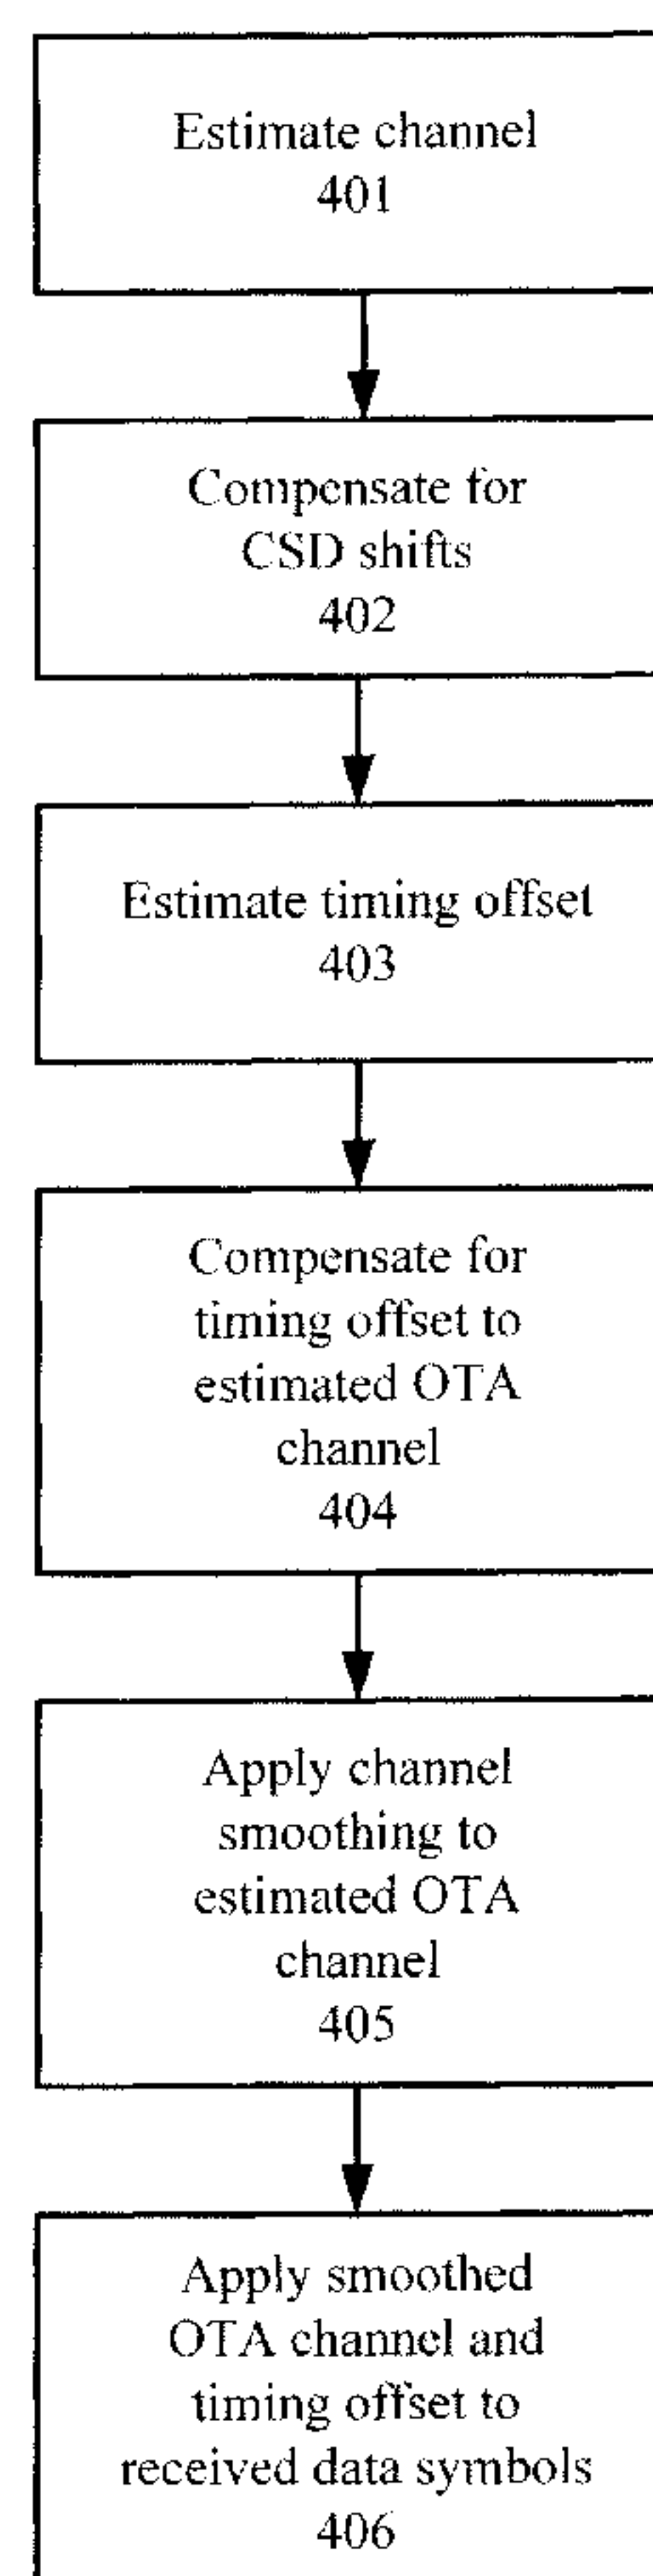 Estimate channel
401
Compensate for
CSD shifts
402
Estimate timing offset
403
Compensate for
timing offset to
estimated OTA
channel
404
Apply channel
smoothing to
estimated OTA
channel
405
Apply smoothed
OTA channel and
timing offset to
received data symbols
406